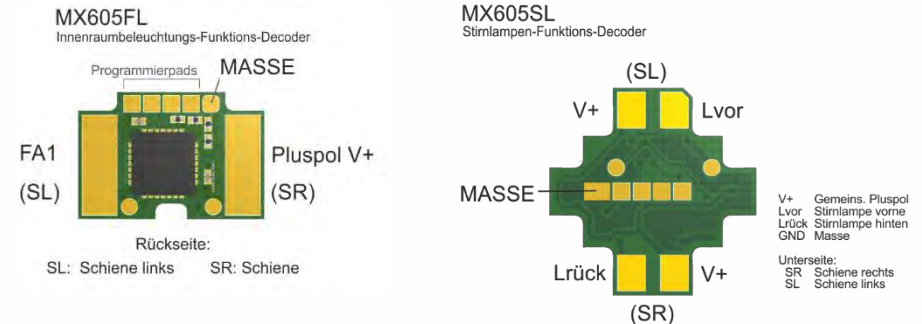 MX605FL
Innenraumbeleuchtungs-Funktions-Decoder
Programmierpads
MASSE
FA1
(SL)
Pluspol V+
(SR)
Rückseite:
SL: Schiene links SR: Schiene
MX605SL
Stirnlampen-Funktions-Decoder
(SL)
V+
Lvor
MASSE
Lrück
V+
(SR)
V+ Gemeins. Pluspol
Lvor Stirnlampe vorne
Lrück Stirnlampe hinten
GND Masse
Unterseite:
SR Schiene rechts
SL Schiene links